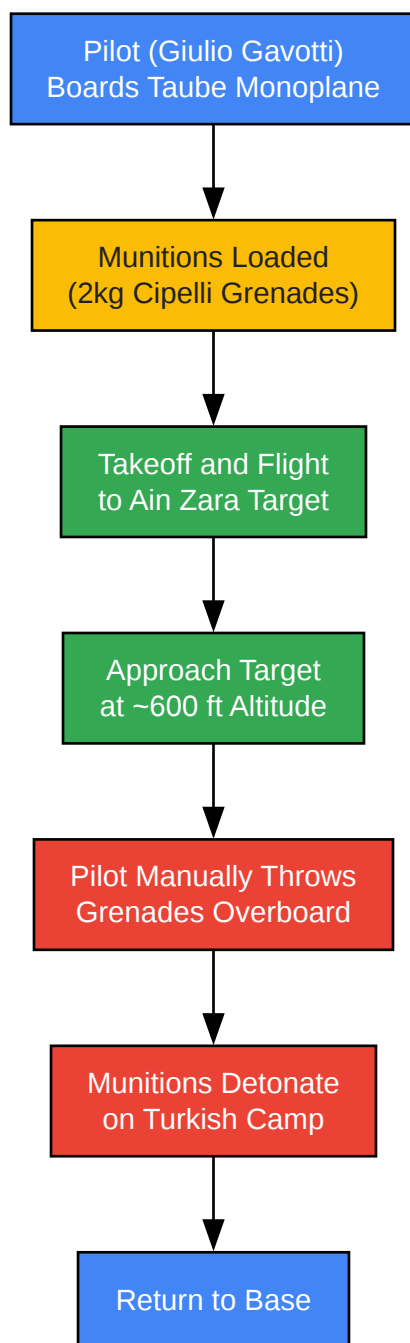 Pilot (Giulio Gavotti)
Boards Taube Monoplane
Munitions Loaded
(2kg Cipelli Grenades)
Takeoff and Flight
to Ain Zara Target
Approach Target
at ~600 ft Altitude
Pilot Manually Throws
Grenades Overboard
Munitions Detonate
on Turkish Camp
Return to Base